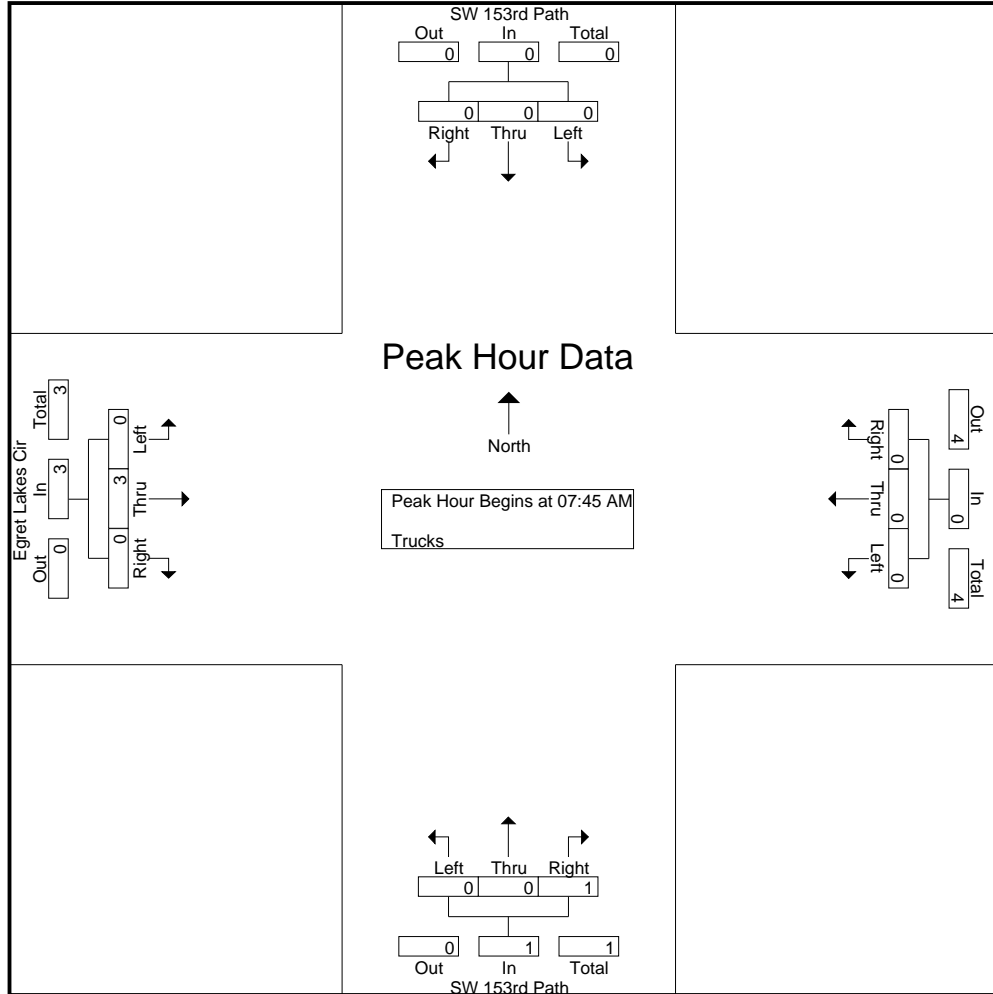 SW 153rd Path
Out In Total
0 0 0
0 0 0
Right Thru Left
Peak Hour Data
North
Peak Hour Begins at 07:45 AM
Trucks
Egret Lakes Cir
Total In Out
3 3 0
0 3 0
Left Thru Right
Right Thru Left
0 0 0
Out In Total
4 0 4
Left Thru Right
0 0 1
0 1 1
Out In Total
SW 153rd Path